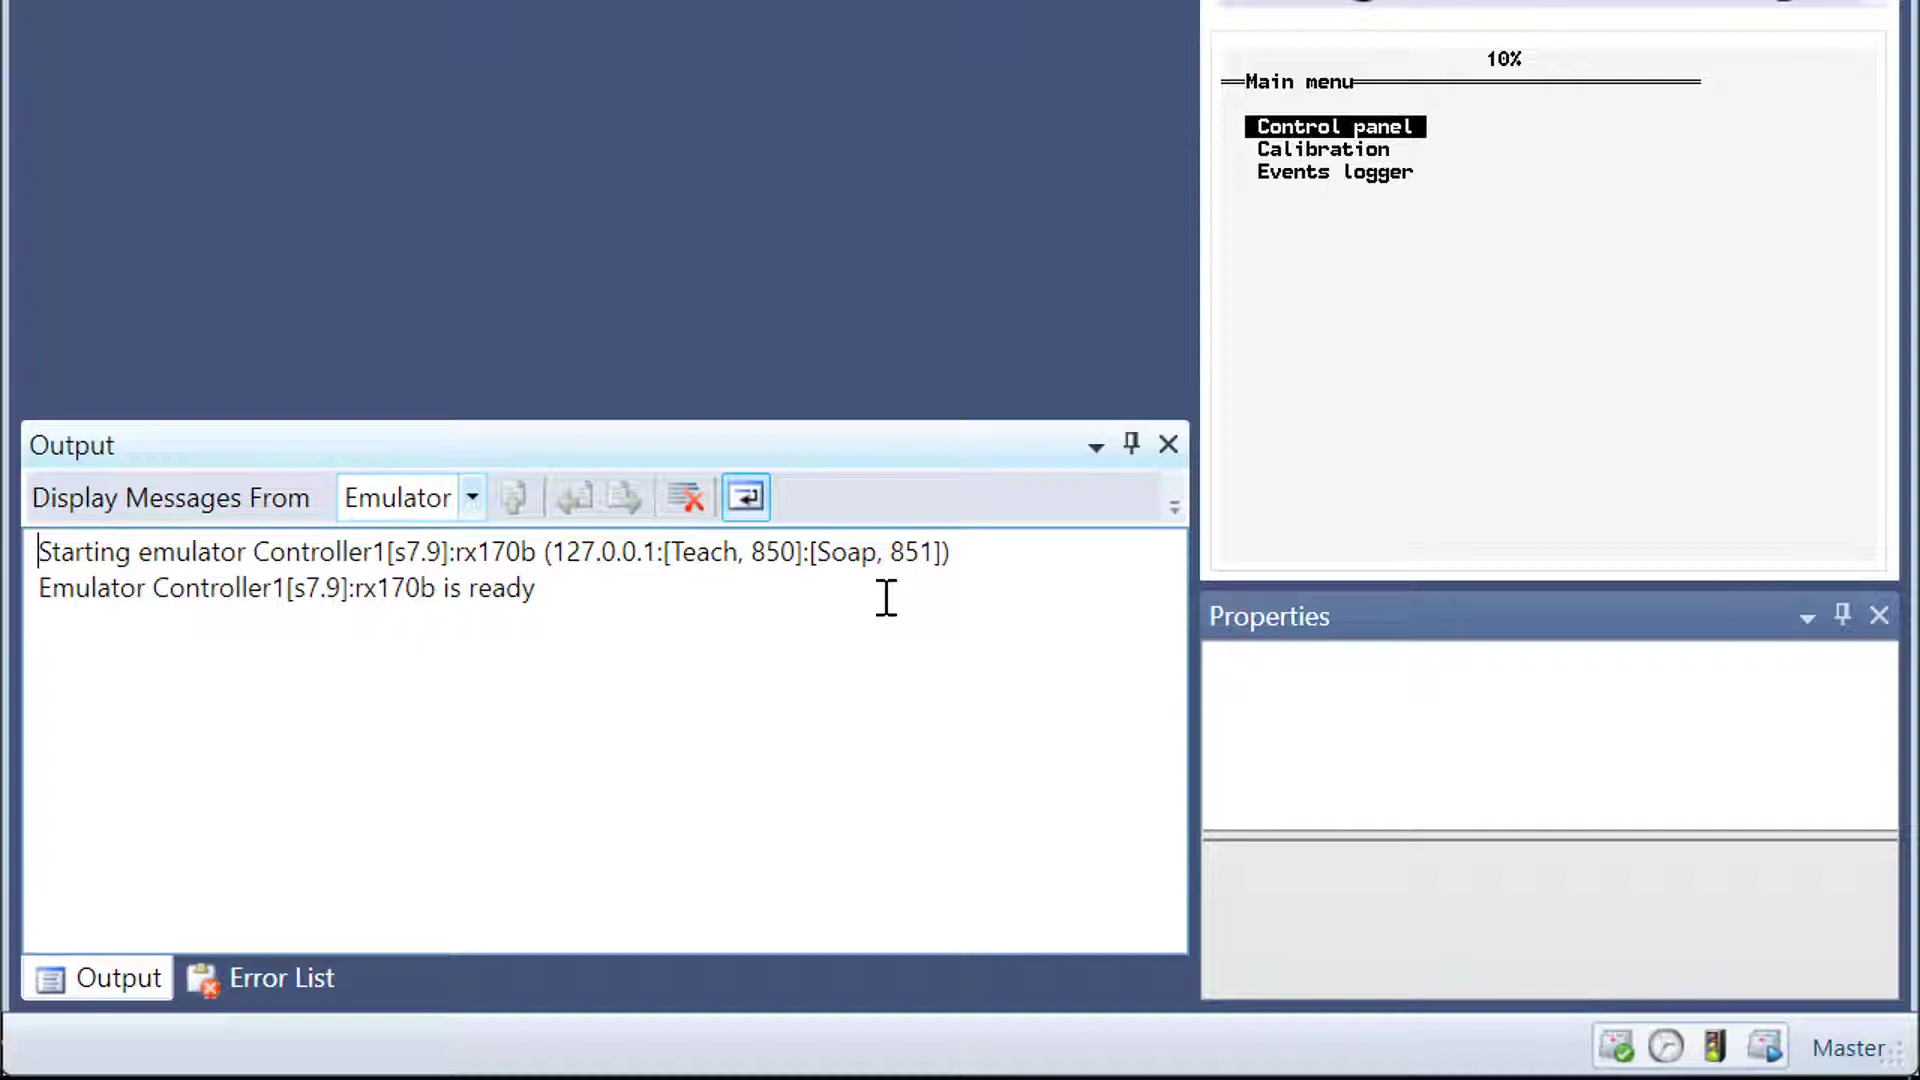 10%
Main menu
Control panel
Calibration
Events logger
Output
Display Messages From Emulator
Starting emulator Controller1[s7.9]:rx170b (127.0.0.1:[Teach, 850]:[Soap, 851])
Emulator Controller1[s7.9]:rx170b is ready
Properties
Output Error List
Master